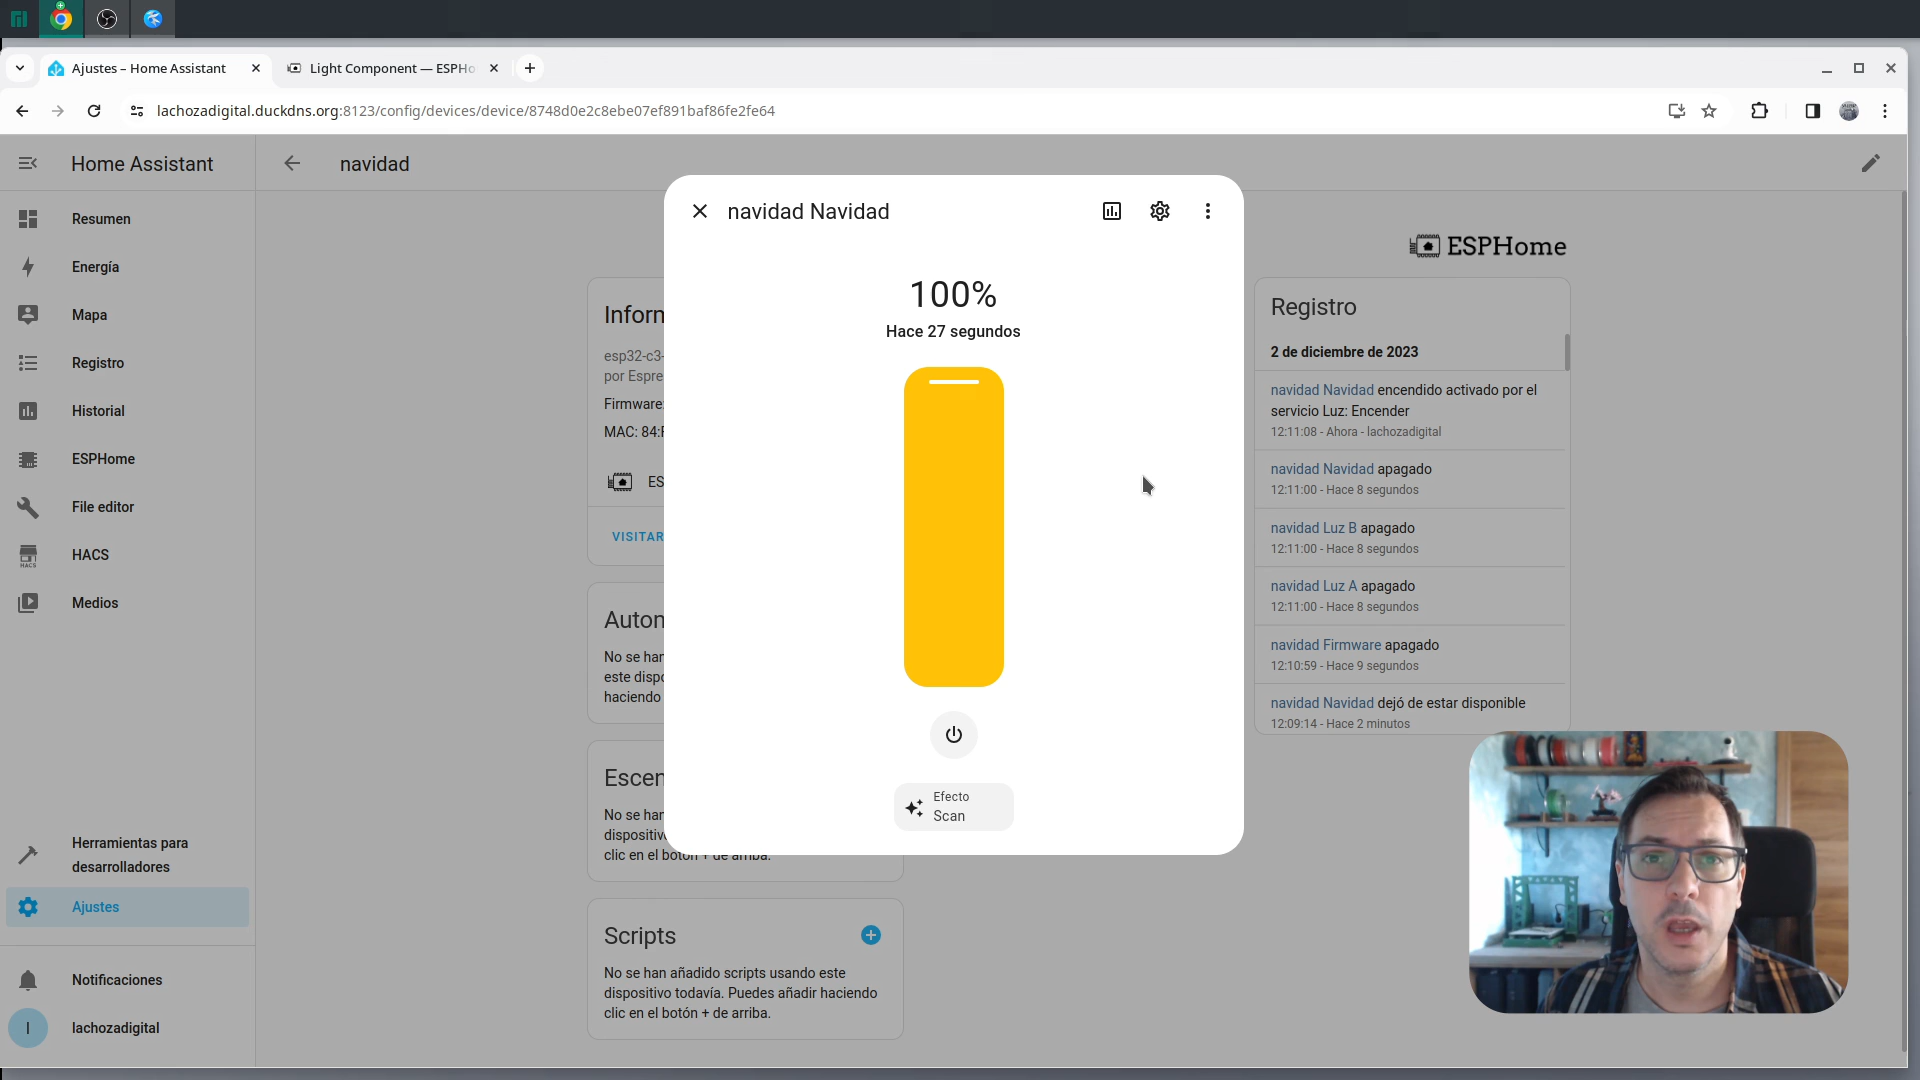 Ajustes – Home Assistant
Light Component — ESPHo
lachozadigital.duckdns.org:8123/config/devices/device/8748d0e2c8ebe07ef891baf86fe2fe64
Home Assistant
navidad
Resumen
Energía
Mapa
Registro
Historial
ESPHome
File editor
HACS
HACS
Medios
Herramientas para
desarrolladores
Ajustes
Notificaciones
l
lachozadigital
Inform
esp32-c3-
por Espre
Firmware:
MAC: 84:F
ES
VISITAR
Auton
No se han
este dispo
haciendo
Escen
No se han
dispositiv
clic en el botón + de arriba.
Scripts
No se han añadido scripts usando este
dispositivo todavía. Puedes añadir haciendo
clic en el botón + de arriba.
navidad Navidad
100%
Hace 27 segundos
Efecto
Scan
ESPHome
Registro
2 de diciembre de 2023
navidad Navidad encendido activado por el
servicio Luz: Encender
12:11:08 - Ahora - lachozadigital
navidad Navidad apagado
12:11:00 - Hace 8 segundos
navidad Luz B apagado
12:11:00 - Hace 8 segundos
navidad Luz A apagado
12:11:00 - Hace 8 segundos
navidad Firmware apagado
12:10:59 - Hace 9 segundos
navidad Navidad dejó de estar disponible
12:09:14 - Hace 2 minutos